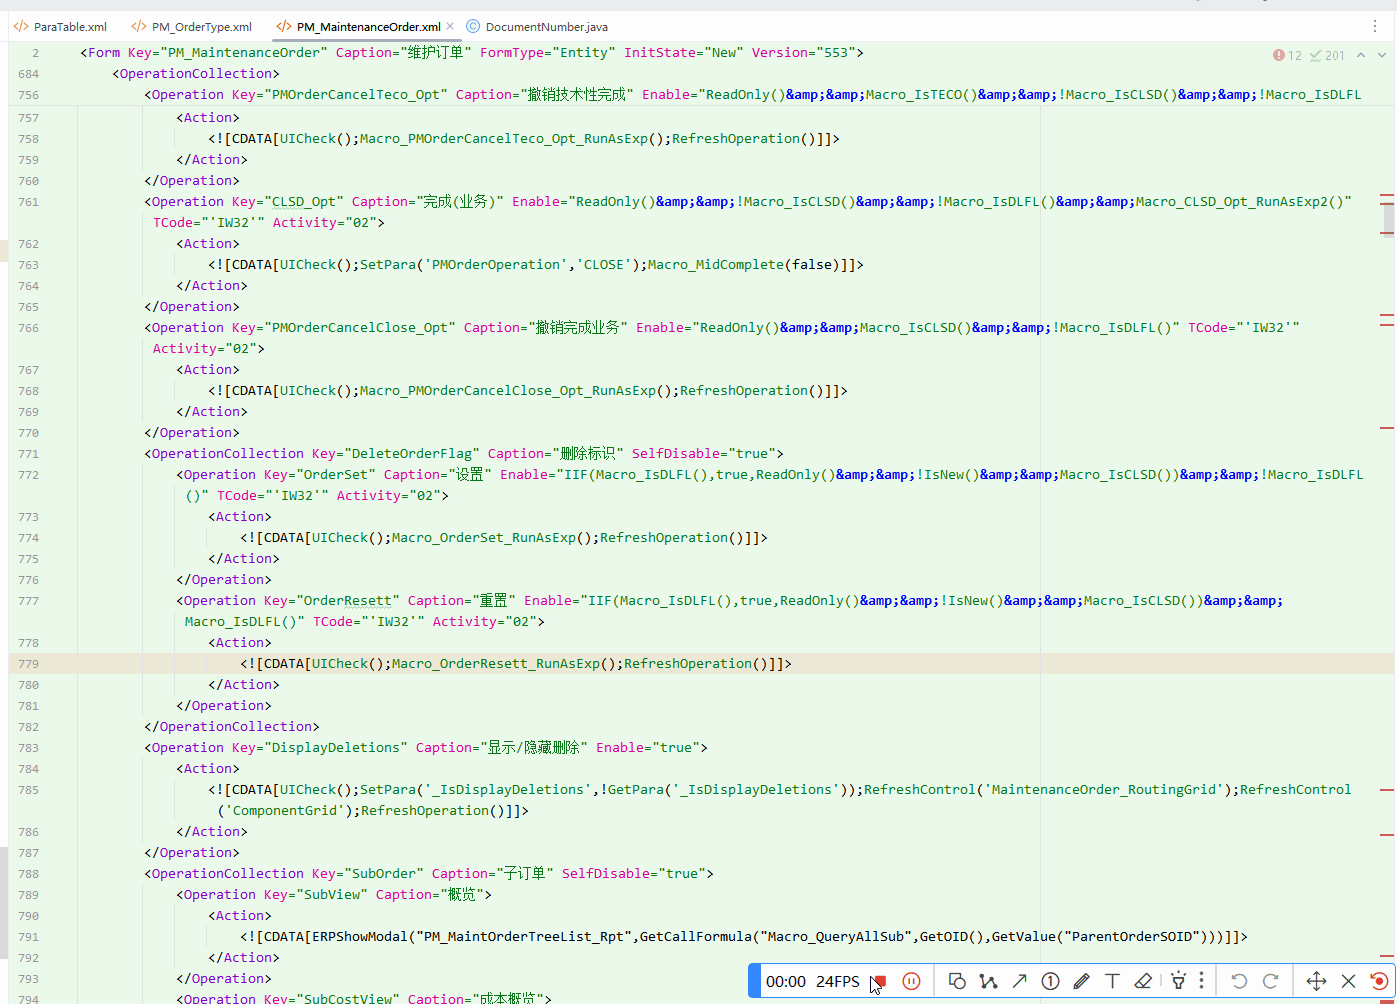 ParaTable.xml PM_OrderType.xml PM_MaintenanceOrder.xml DocumentNumber.java
2 <Form Key="PM_MaintenanceOrder" Caption="维护订单" FormType="Entity" InitState="New" Version="553"> 12 201
684 <OperationCollection>
756 <Operation Key="PMOrderCancelTeco_Opt" Caption="撤销技术性完成" Enable="ReadOnly()&amp;&amp;Macro_IsTECO()&amp;&amp;!Macro_IsCLSD()&amp;&amp;!Macro_IsDLFL
757 <Action>
758 <![CDATA[UICheck();Macro_PMOrderCancelTeco_Opt_RunAsExp();RefreshOperation()]]>
759 </Action>
760 </Operation>
761 <Operation Key="CLSD_Opt" Caption="完成(业务)" Enable="ReadOnly()&amp;&amp;!Macro_IsCLSD()&amp;&amp;!Macro_IsDLFL()&amp;&amp;Macro_CLSD_Opt_RunAsExp2()"
TCode="'IW32'" Activity="02">
762 <Action>
763 <![CDATA[UICheck();SetPara('PMOrderOperation','CLOSE');Macro_MidComplete(false)]]>
764 </Action>
765 </Operation>
766 <Operation Key="PMOrderCancelClose_Opt" Caption="撤销完成业务" Enable="ReadOnly()&amp;&amp;Macro_IsCLSD()&amp;&amp;!Macro_IsDLFL()" TCode="'IW32'"
Activity="02">
767 <Action>
768 <![CDATA[UICheck();Macro_PMOrderCancelClose_Opt_RunAsExp();RefreshOperation()]]>
769 </Action>
770 </Operation>
771 <OperationCollection Key="DeleteOrderFlag" Caption="删除标识" SelfDisable="true">
772 <Operation Key="OrderSet" Caption="设置" Enable="IIF(Macro_IsDLFL(),true,ReadOnly()&amp;&amp;!IsNew()&amp;&amp;Macro_IsCLSD())&amp;&amp;!Macro_IsDLFL
()" TCode="'IW32'" Activity="02">
773 <Action>
774 <![CDATA[UICheck();Macro_OrderSet_RunAsExp();RefreshOperation()]]>
775 </Action>
776 </Operation>
777 <Operation Key="OrderResett" Caption="重置" Enable="IIF(Macro_IsDLFL(),true,ReadOnly()&amp;&amp;!IsNew()&amp;&amp;Macro_IsCLSD())&amp;&amp;
Macro_IsDLFL()" TCode="'IW32'" Activity="02">
778 <Action>
779 <![CDATA[UICheck();Macro_OrderResett_RunAsExp();RefreshOperation()]]>
780 </Action>
781 </Operation>
782 </OperationCollection>
783 <Operation Key="DisplayDeletions" Caption="显示/隐藏删除" Enable="true">
784 <Action>
785 <![CDATA[UICheck();SetPara('_IsDisplayDeletions',!GetPara('_IsDisplayDeletions'));RefreshControl('MaintenanceOrder_RoutingGrid');RefreshControl
('ComponentGrid');RefreshOperation()]]>
786 </Action>
787 </Operation>
788 <OperationCollection Key="SubOrder" Caption="子订单" SelfDisable="true">
789 <Operation Key="SubView" Caption="概览">
790 <Action>
791 <![CDATA[ERPShowModal("PM_MaintOrderTreeList_Rpt",GetCallFormula("Macro_QueryAllSub",GetOID(),GetValue("ParentOrderSOID")))]]>
792 </Action>
793 </Operation>
794 <Operation Key="SubCostView" Caption="成本概览">
00:00 24FPS